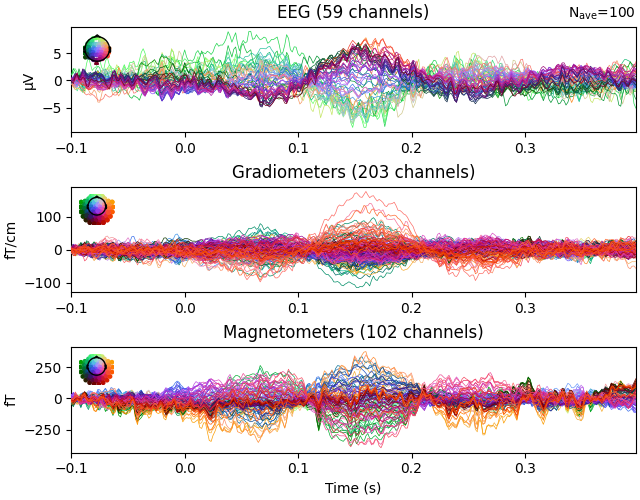 EEG (59 channels)
Nave=100
5
0
−5
µV
−0.1 0.0 0.1 0.2 0.3
Gradiometers (203 channels)
100
0
−100
fT/cm
−0.1 0.0 0.1 0.2 0.3
Magnetometers (102 channels)
250
0
−250
fT
−0.1 0.0 0.1 0.2 0.3
Time (s)